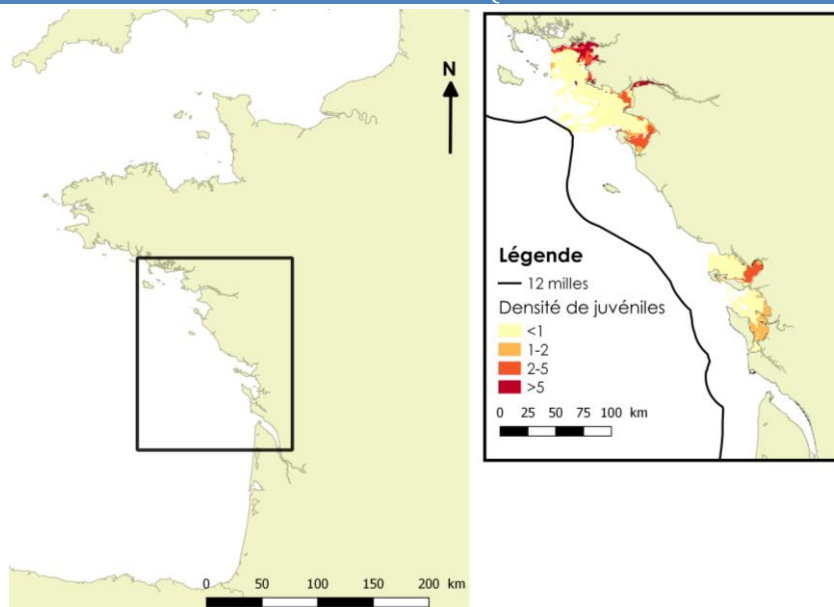 N
0 50 100 150 200 km
Légende
12 milles
Densité de juvéniles
<1
1-2
2-5
>5
0 25 50 75 100 km